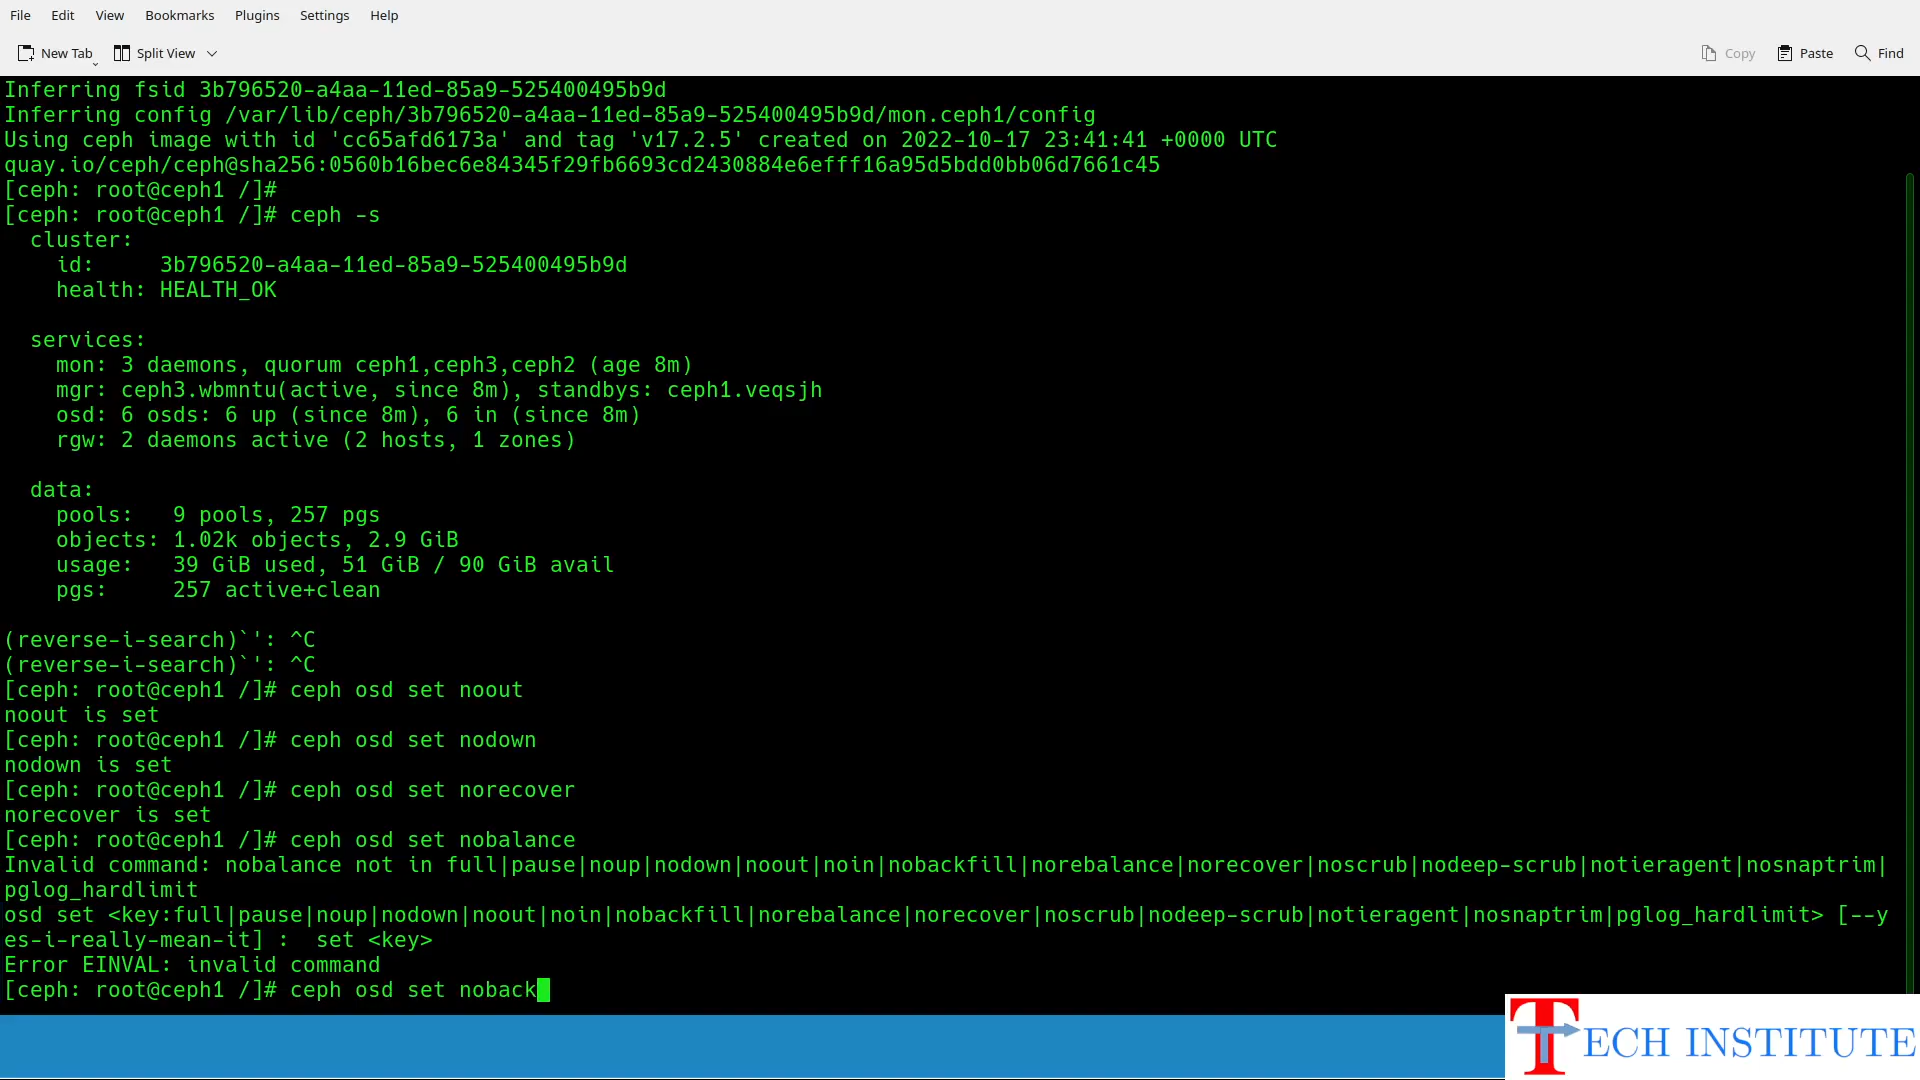 File Edit View Bookmarks Plugins Settings Help
New Tab Split View Copy Paste Find
Inferring fsid 3b796520-a4aa-11ed-85a9-525400495b9d
Inferring config /var/lib/ceph/3b796520-a4aa-11ed-85a9-525400495b9d/mon.ceph1/config
Using ceph image with id 'cc65afd6173a' and tag 'v17.2.5' created on 2022-10-17 23:41:41 +0000 UTC
quay.io/ceph/ceph@sha256:0560b16bec6e84345f29fb6693cd2430884e6efff16a95d5bdd0bb06d7661c45
[ceph: root@ceph1 /]#
[ceph: root@ceph1 /]# ceph -s
  cluster:
    id:     3b796520-a4aa-11ed-85a9-525400495b9d
    health: HEALTH_OK
  services:
    mon: 3 daemons, quorum ceph1,ceph3,ceph2 (age 8m)
    mgr: ceph3.wbmntu(active, since 8m), standbys: ceph1.veqsjh
    osd: 6 osds: 6 up (since 8m), 6 in (since 8m)
    rgw: 2 daemons active (2 hosts, 1 zones)
  data:
    pools:   9 pools, 257 pgs
    objects: 1.02k objects, 2.9 GiB
    usage:   39 GiB used, 51 GiB / 90 GiB avail
    pgs:     257 active+clean
(reverse-i-search)`': ^C
(reverse-i-search)`': ^C
[ceph: root@ceph1 /]# ceph osd set noout
noout is set
[ceph: root@ceph1 /]# ceph osd set nodown
nodown is set
[ceph: root@ceph1 /]# ceph osd set norecover
norecover is set
[ceph: root@ceph1 /]# ceph osd set nobalance
Invalid command: nobalance not in full|pause|noup|nodown|noout|noin|nobackfill|norebalance|norecover|noscrub|nodeep-scrub|notieragent|nosnaptrim|
pglog_hardlimit
osd set <key:full|pause|noup|nodown|noout|noin|nobackfill|norebalance|norecover|noscrub|nodeep-scrub|notieragent|nosnaptrim|pglog_hardlimit> [--y
es-i-really-mean-it] :  set <key>
Error EINVAL: invalid command
[ceph: root@ceph1 /]# ceph osd set noback
TECH INSTITUTE